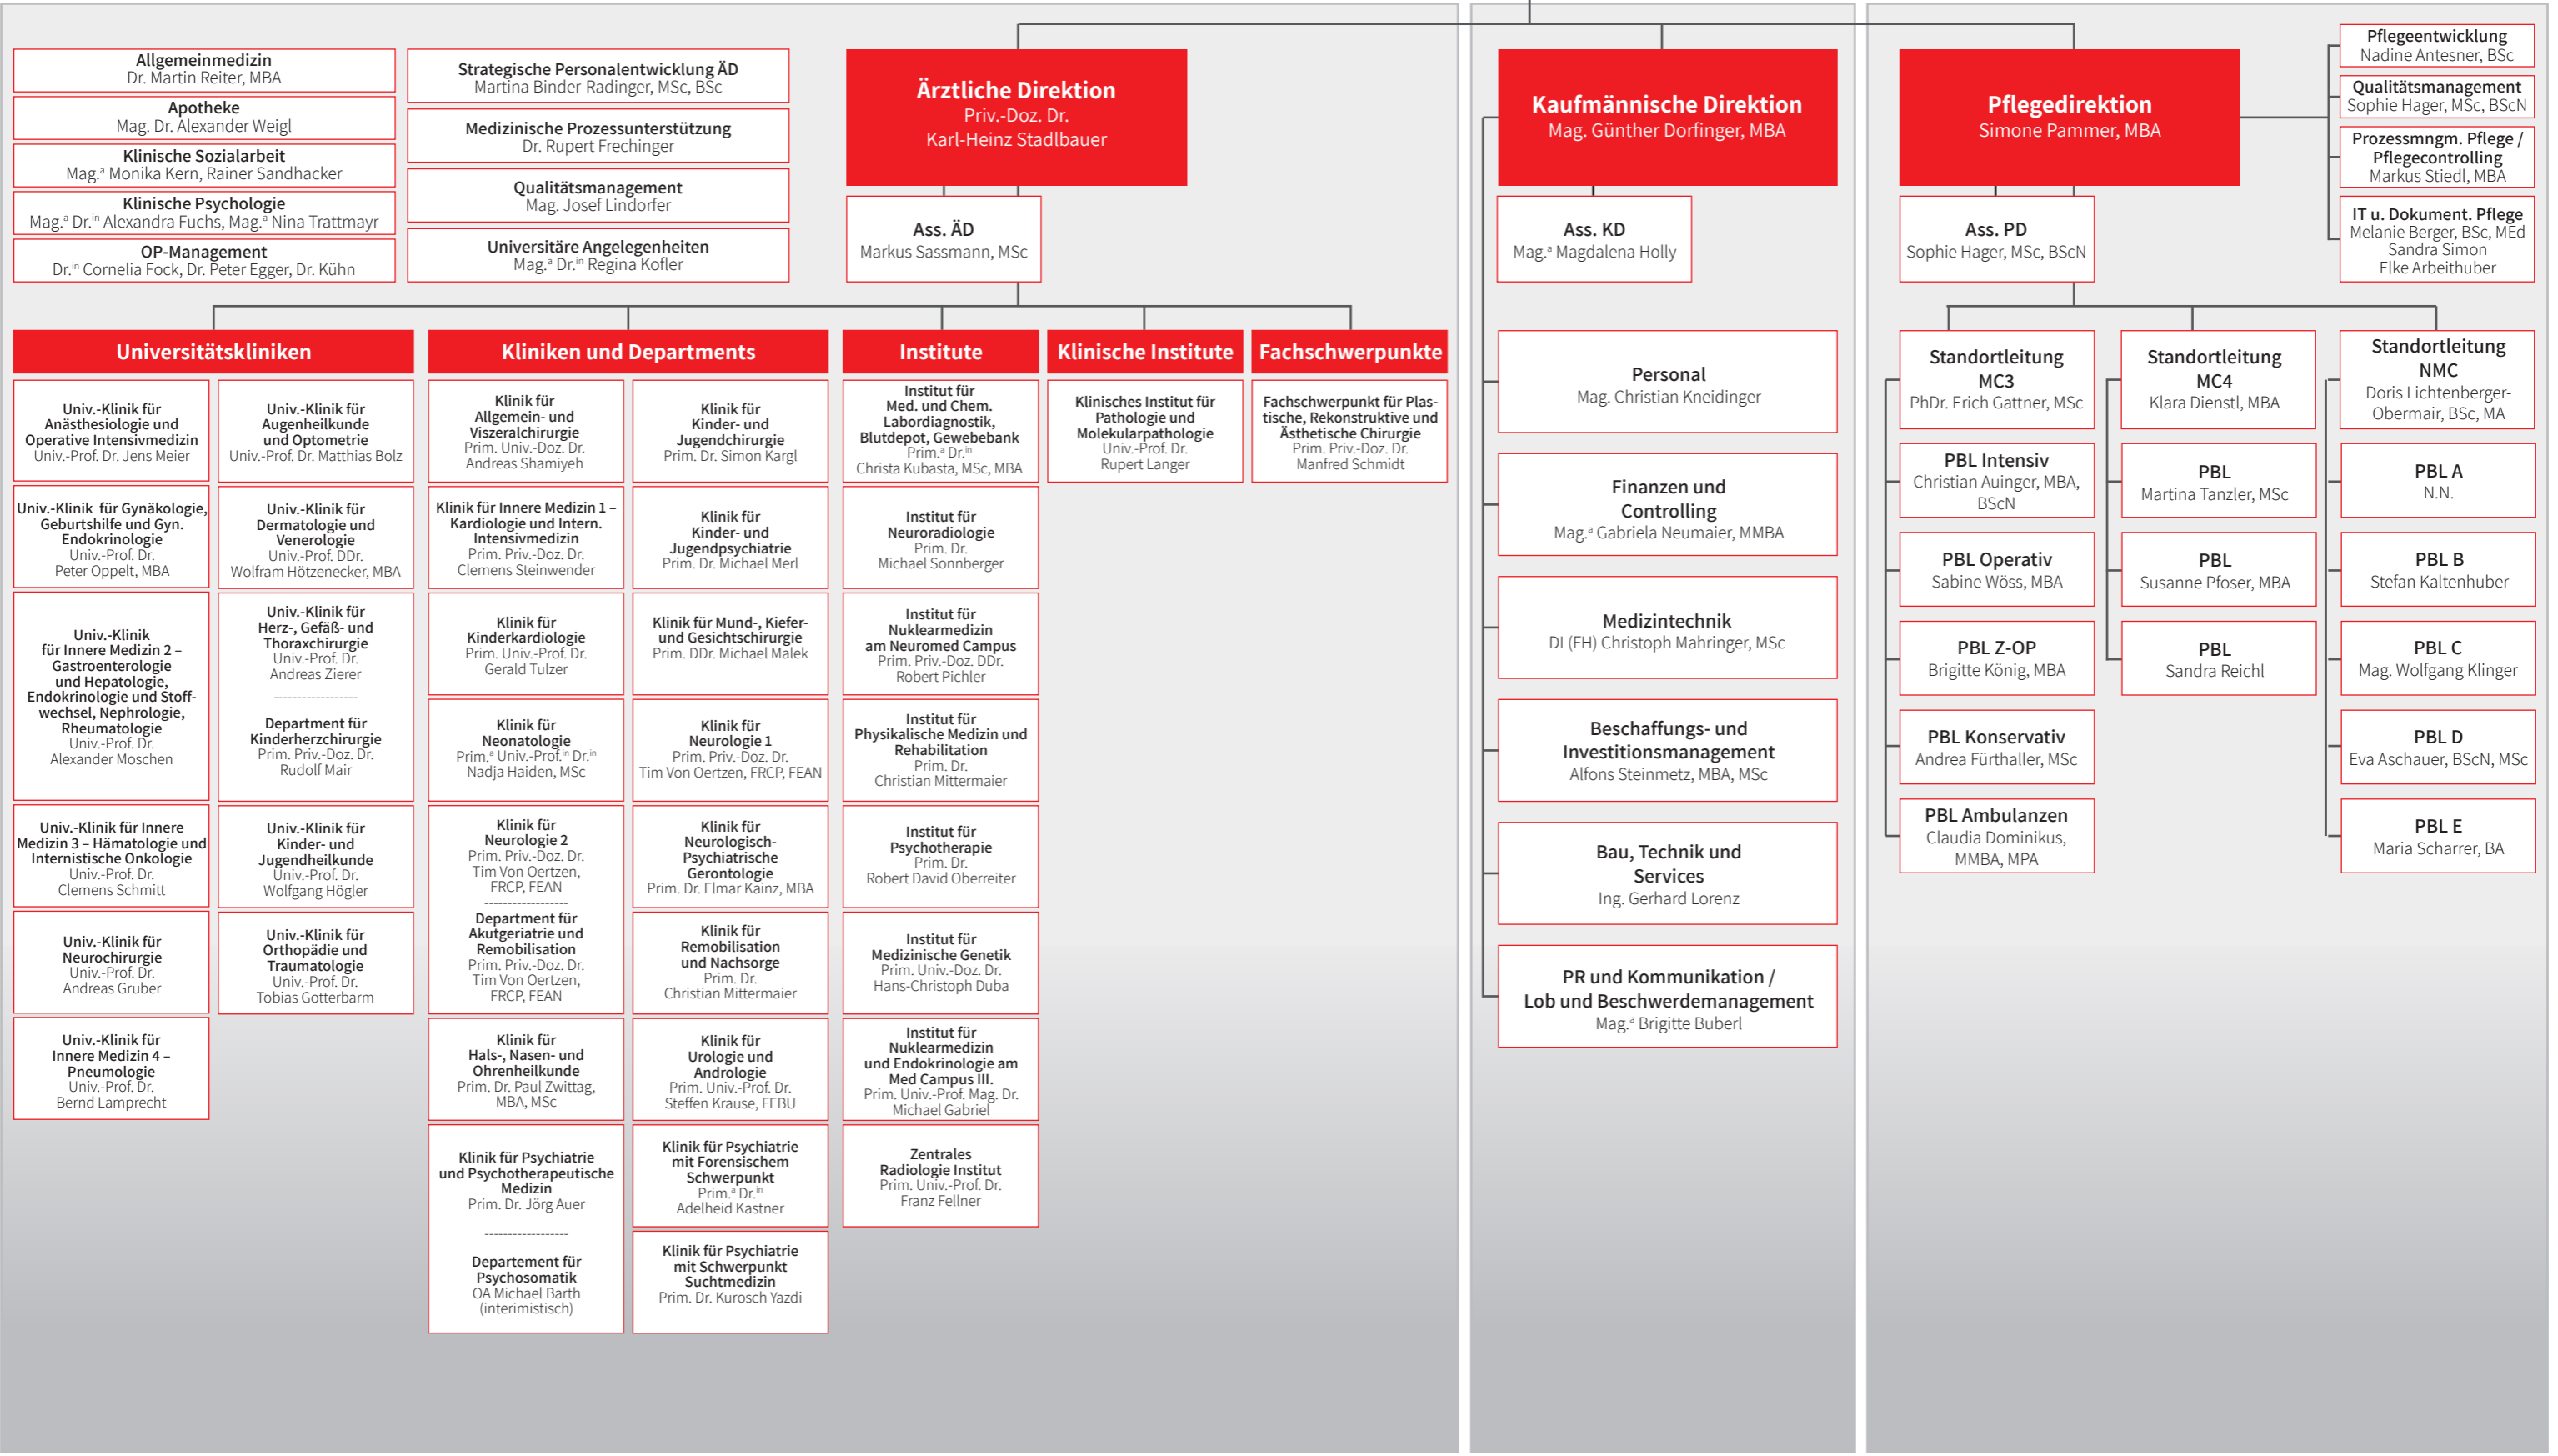 Allgemeinmedizin
Dr. Martin Reiter, MBA
Apotheke
Mag. Dr. Alexander Weigl
Klinische Sozialarbeit
Mag.ª Monika Kern, Rainer Sandhacker
Klinische Psychologie
Mag.ª Dr.ⁱⁿ Alexandra Fuchs, Mag.ª Nina Trattmayr
OP-Management
Dr.ⁱⁿ Cornelia Fock, Dr. Peter Egger, Dr. Kühn
Strategische Personalentwicklung ÄD
Martina Binder-Radinger, MSc, BSc
Medizinische Prozessunterstützung
Dr. Rupert Frechinger
Qualitätsmanagement
Mag. Josef Lindorfer
Universitäre Angelegenheiten
Mag.ª Dr.ⁱⁿ Regina Kofler
Ärztliche Direktion
Priv.-Doz. Dr.
Karl-Heinz Stadlbauer
Ass. ÄD
Markus Sassmann, MSc
Universitätskliniken
Univ.-Klinik für
Anästhesiologie und
Operative Intensivmedizin
Univ.-Prof. Dr. Jens Meier
Univ.-Klinik für Gynäkologie,
Geburtshilfe und Gyn.
Endokrinologie
Univ.-Prof. Dr.
Peter Oppelt, MBA
Univ.-Klinik
für Innere Medizin 2 –
Gastroenterologie
und Hepatologie,
Endokrinologie und Stoff-
wechsel, Nephrologie,
Rheumatologie
Univ.-Prof. Dr.
Alexander Moschen
Univ.-Klinik für Innere
Medizin 3 – Hämatologie und
Internistische Onkologie
Univ.-Prof. Dr.
Clemens Schmitt
Univ.-Klinik für
Neurochirurgie
Univ.-Prof. Dr.
Andreas Gruber
Univ.-Klinik für
Innere Medizin 4 –
Pneumologie
Univ.-Prof. Dr.
Bernd Lamprecht
Univ.-Klinik für
Augenheilkunde
und Optometrie
Univ.-Prof. Dr. Matthias Bolz
Univ.-Klinik für
Dermatologie und
Venerologie
Univ.-Prof. DDr.
Wolfram Hötzenecker, MBA
Univ.-Klinik für
Herz-, Gefäß- und
Thoraxchirurgie
Univ.-Prof. Dr.
Andreas Zierer
------------------
Department für
Kinderherzchirurgie
Prim. Priv.-Doz. Dr.
Rudolf Mair
Univ.-Klinik für
Kinder- und
Jugendheilkunde
Univ.-Prof. Dr.
Wolfgang Högler
Univ.-Klinik für
Orthopädie und
Traumatologie
Univ.-Prof. Dr.
Tobias Gotterbarm
Kliniken und Departments
Klinik für
Allgemein- und
Viszeralchirurgie
Prim. Univ.-Doz. Dr.
Andreas Shamiyeh
Klinik für Innere Medizin 1 –
Kardiologie und Intern.
Intensivmedizin
Prim. Priv.-Doz. Dr.
Clemens Steinwender
Klinik für
Kinderkardiologie
Prim. Univ.-Prof. Dr.
Gerald Tulzer
Klinik für
Neonatologie
Prim.ª Univ.-Prof.ⁱⁿ Dr.ⁱⁿ
Nadja Haiden, MSc
Klinik für
Neurologie 2
Prim. Priv.-Doz. Dr.
Tim Von Oertzen,
FRCP, FEAN
------------------
Department für
Akutgeriatrie und
Remobilisation
Prim. Priv.-Doz. Dr.
Tim Von Oertzen,
FRCP, FEAN
Klinik für
Hals-, Nasen- und
Ohrenheilkunde
Prim. Dr. Paul Zwittag,
MBA, MSc
Klinik für Psychiatrie
und Psychotherapeutische
Medizin
Prim. Dr. Jörg Auer
------------------
Departement für
Psychosomatik
OA Michael Barth
(interimistisch)
Klinik für
Kinder- und
Jugendchirurgie
Prim. Dr. Simon Kargl
Klinik für
Kinder- und
Jugendpsychiatrie
Prim. Dr. Michael Merl
Klinik für Mund-, Kiefer-
und Gesichtschirurgie
Prim. DDr. Michael Malek
Klinik für
Neurologie 1
Prim. Priv.-Doz. Dr.
Tim Von Oertzen, FRCP, FEAN
Klinik für
Neurologisch-
Psychiatrische
Gerontologie
Prim. Dr. Elmar Kainz, MBA
Klinik für
Remobilisation
und Nachsorge
Prim. Dr.
Christian Mittermaier
Klinik für
Urologie und
Andrologie
Prim. Univ.-Prof. Dr.
Steffen Krause, FEBU
Klinik für Psychiatrie
mit Forensischem
Schwerpunkt
Prim.ª Dr.ⁱⁿ
Adelheid Kastner
Klinik für Psychiatrie
mit Schwerpunkt
Suchtmedizin
Prim. Dr. Kurosch Yazdi
Institute
Institut für
Med. und Chem.
Labordiagnostik,
Blutdepot, Gewebebank
Prim.ª Dr.ⁱⁿ
Christa Kubasta, MSc, MBA
Institut für
Neuroradiologie
Prim. Dr.
Michael Sonnberger
Institut für
Nuklearmedizin
am Neuromed Campus
Prim. Priv.-Doz. DDr.
Robert Pichler
Institut für
Physikalische Medizin und
Rehabilitation
Prim. Dr.
Christian Mittermaier
Institut für
Psychotherapie
Prim. Dr.
Robert David Oberreiter
Institut für
Medizinische Genetik
Prim. Univ.-Doz. Dr.
Hans-Christoph Duba
Institut für
Nuklearmedizin
und Endokrinologie am
Med Campus III.
Prim. Univ.-Prof. Mag. Dr.
Michael Gabriel
Zentrales
Radiologie Institut
Prim. Univ.-Prof. Dr.
Franz Fellner
Klinische Institute
Klinisches Institut für
Pathologie und
Molekularpathologie
Univ.-Prof. Dr.
Rupert Langer
Fachschwerpunkte
Fachschwerpunkt für Plas-
tische, Rekonstruktive und
Ästhetische Chirurgie
Prim. Priv.-Doz. Dr.
Manfred Schmidt
Kaufmännische Direktion
Mag. Günther Dorfinger, MBA
Ass. KD
Mag.ª Magdalena Holly
Personal
Mag. Christian Kneidinger
Finanzen und
Controlling
Mag.ª Gabriela Neumaier, MMBA
Medizintechnik
DI (FH) Christoph Mahringer, MSc
Beschaffungs- und
Investitionsmanagement
Alfons Steinmetz, MBA, MSc
Bau, Technik und
Services
Ing. Gerhard Lorenz
PR und Kommunikation /
Lob und Beschwerdemanagement
Mag.ª Brigitte Buberl
Pflegedirektion
Simone Pammer, MBA
Ass. PD
Sophie Hager, MSc, BScN
Pflegeentwicklung
Nadine Antesner, BSc
Qualitätsmanagement
Sophie Hager, MSc, BScN
Prozessmngm. Pflege /
Pflegecontrolling
Markus Stiedl, MBA
IT u. Dokument. Pflege
Melanie Berger, BSc, MEd
Sandra Simon
Elke Arbeithuber
Standortleitung
MC3
PhDr. Erich Gattner, MSc
PBL Intensiv
Christian Auinger, MBA,
BScN
PBL Operativ
Sabine Wöss, MBA
PBL Z-OP
Brigitte König, MBA
PBL Konservativ
Andrea Fürthaller, MSc
PBL Ambulanzen
Claudia Dominikus,
MMBA, MPA
Standortleitung
MC4
Klara Dienstl, MBA
PBL
Martina Tanzler, MSc
PBL
Susanne Pfoser, MBA
PBL
Sandra Reichl
Standortleitung
NMC
Doris Lichtenberger-
Obermair, BSc, MA
PBL A
N.N.
PBL B
Stefan Kaltenhuber
PBL C
Mag. Wolfgang Klinger
PBL D
Eva Aschauer, BScN, MSc
PBL E
Maria Scharrer, BA